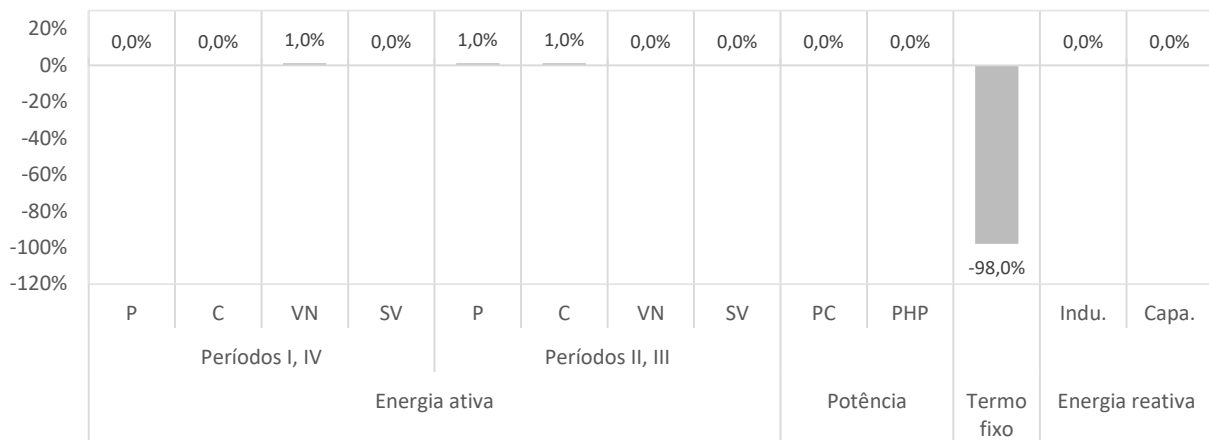 20%
0%
-20%
-40%
-60%
-80%
-100%
-120%
0,0% 0,0% 1,0% 0,0% 1,0% 1,0% 0,0% 0,0% 0,0% 0,0% 0,0% 0,0%
-98,0%
P C VN SV P C VN SV PC PHP Indu. Capa.
Períodos I, IV Períodos II, III
Energia ativa Potência Termo fixo Energia reativa